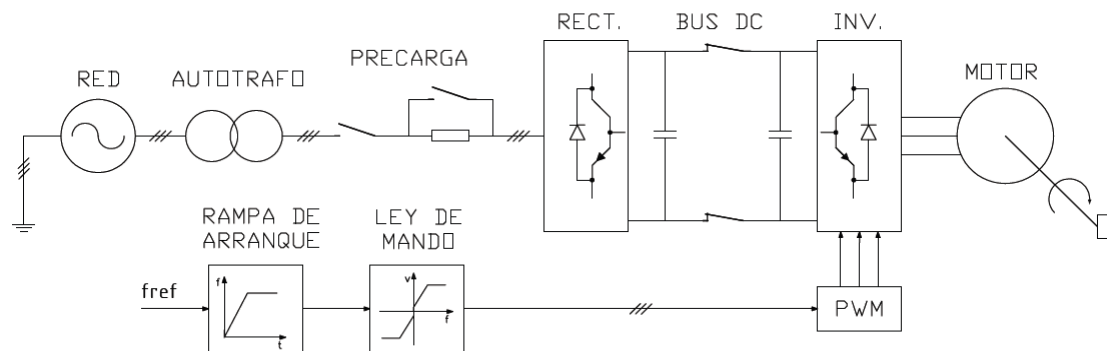 RECT.
BUS DC
INV.
PRECARGA
RED
AUTOTRAFO
MOTOR
RAMPA DE
ARRANQUE
LEY DE
MANDO
fref
f
t
v
f
PWM